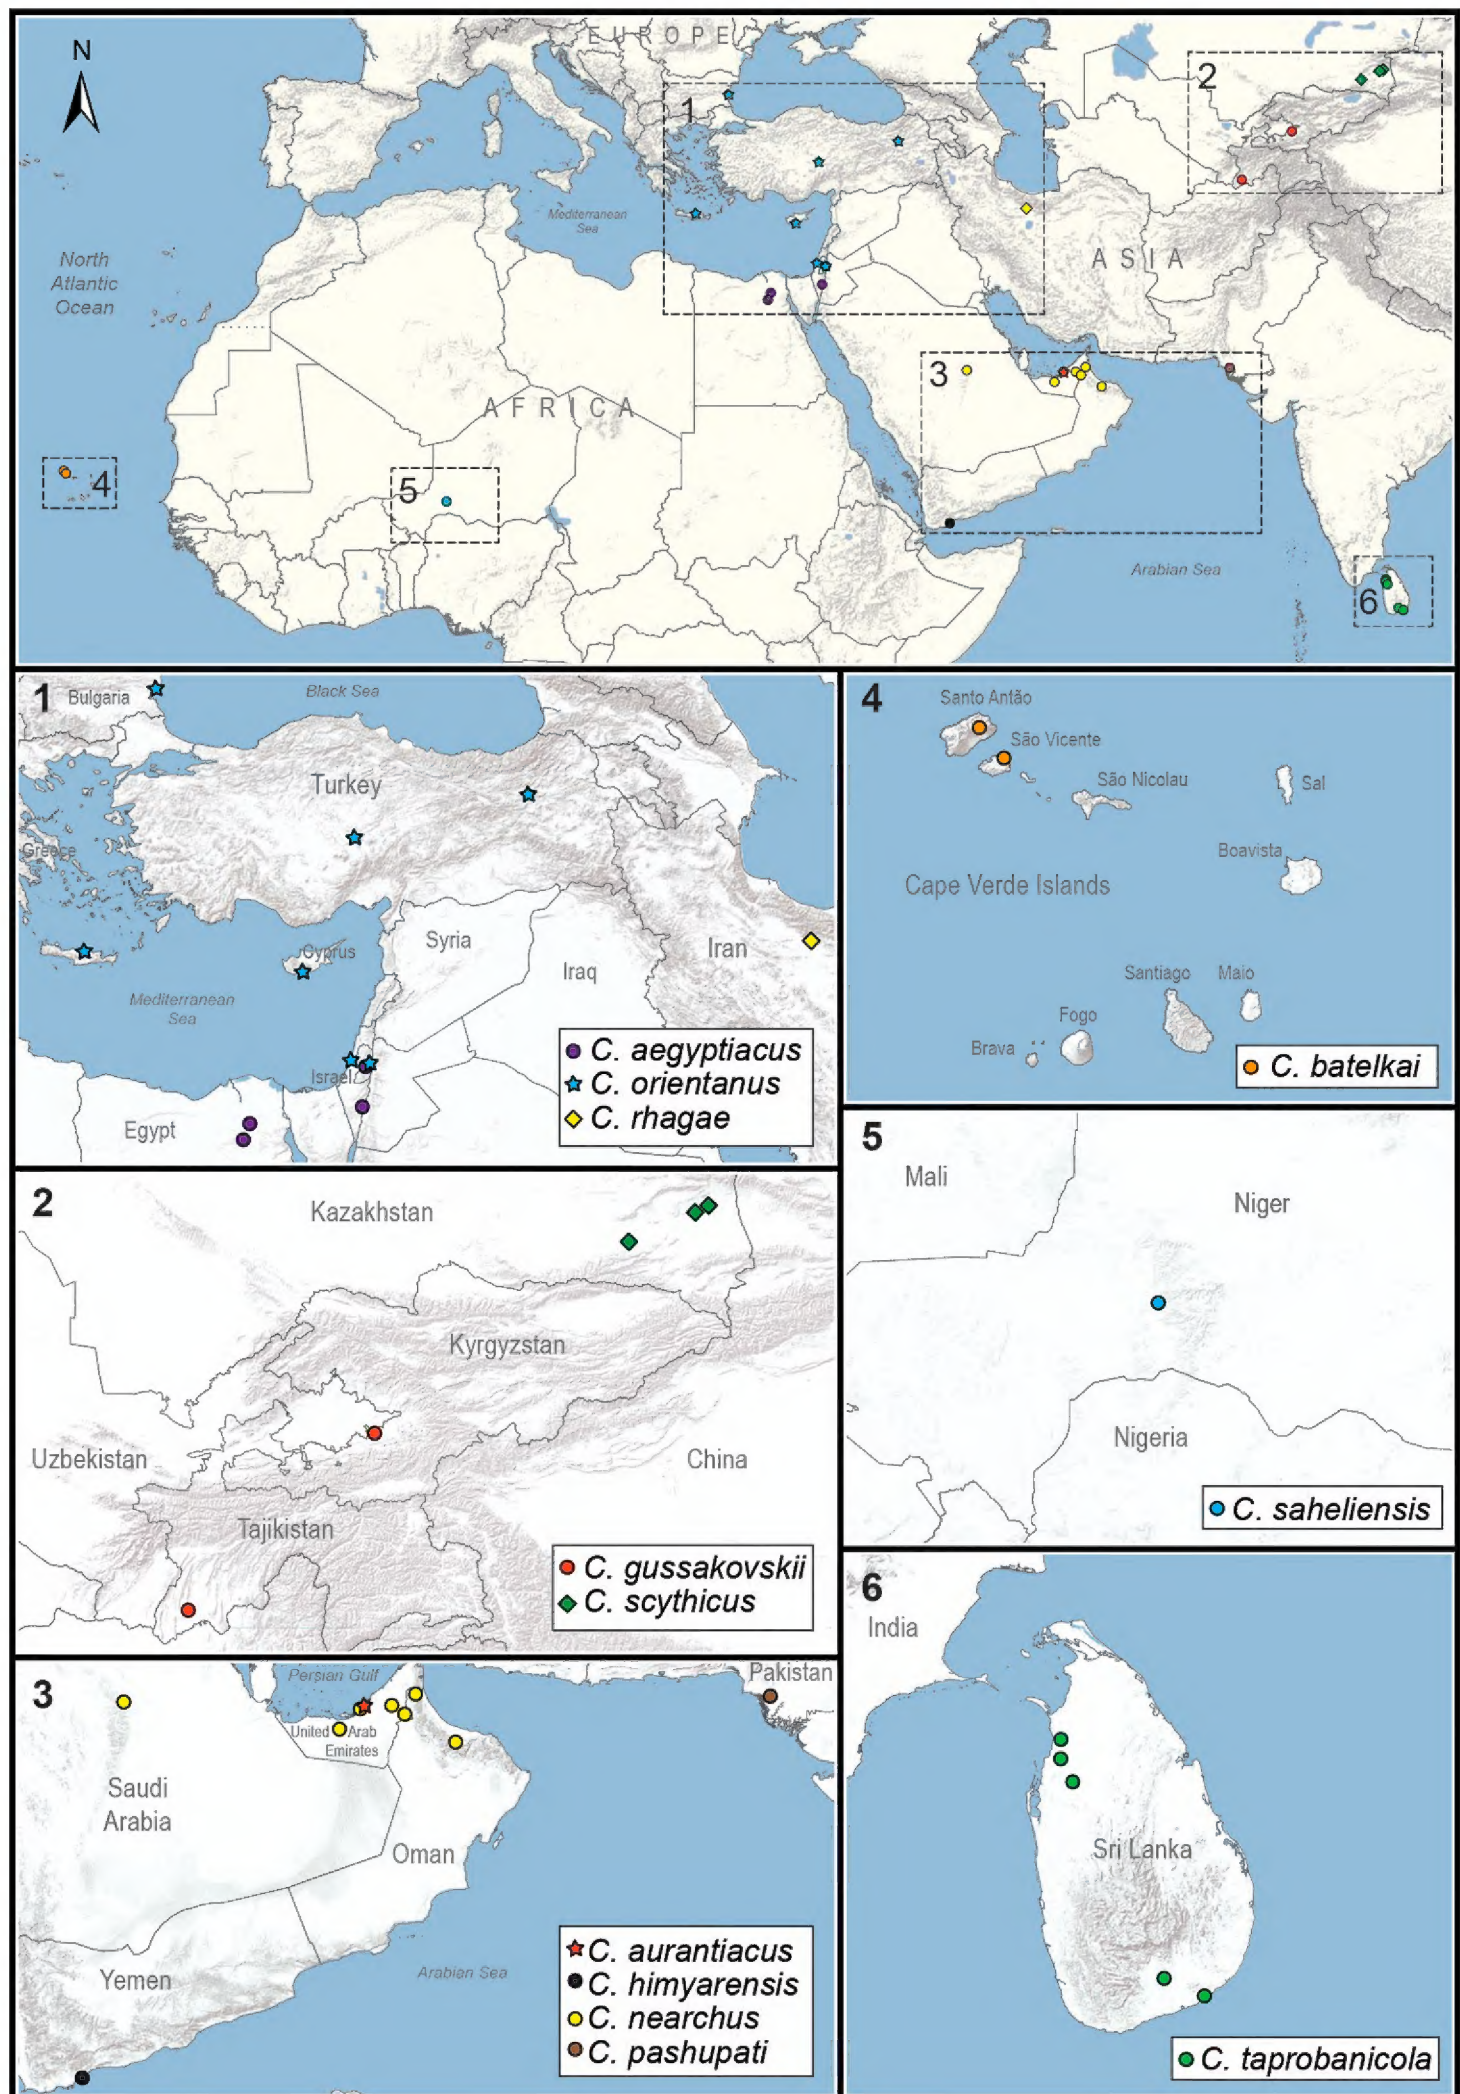 N
EUROPE
1
2
Mediterranean
Sea
ASIA
North
Atlantic
Ocean
3
AFRICA
4
5
Arabian Sea
6
1
Bulgaria
Black Sea
Turkey
Greece
Cyprus
Syria
Iran
Iraq
Mediterranean
Sea
Israel
Egypt
C. aegyptiacus
C. orientanus
C. rhagae
2
Kazakhstan
Kyrgyzstan
Uzbekistan
China
Tajikistan
C. gussakovskii
C. scythicus
3
Persian Gulf
Pakistan
United Arab
Emirates
Saudi
Arabia
Oman
Yemen
Arabian Sea
C. aurantiacus
C. himyarensis
C. nearchus
C. pashupati
4
Santo Antão
São Vicente
São Nicolau
Sal
Boavista
Cape Verde Islands
Santiago
Maio
Fogo
Brava
C. batelkai
5
Mali
Niger
Nigeria
C. saheliensis
6
India
Sri Lanka
C. taprobanicola